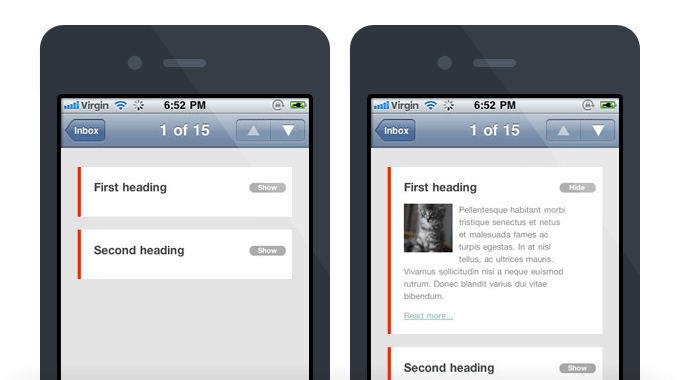 Virgin 6:52 PM
Inbox 1 of 15
First heading Show
Second heading Show
Virgin 6:52 PM
Inbox 1 of 15
First heading Hide
Pellentesque habitant morbi
tristique senectus et netus
et malesuada fames ac
turpis egestas. In at nisl
tellus, ac ultrices mauris.
Vivamus sollicitudin nisi a neque euismod
rutrum. Donec blandit varius dui vitae
bibendum.
Read more...
Second heading Show